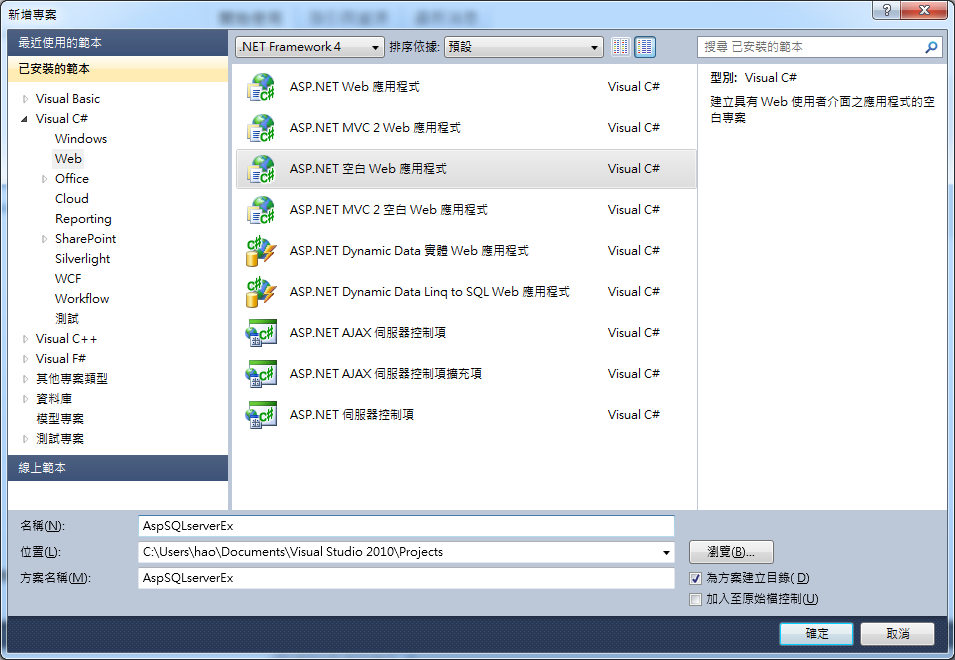 新增專案
最近使用的範本
已安裝的範本
Visual Basic
Visual C#
Windows
Web
Office
Cloud
Reporting
SharePoint
Silverlight
WCF
Workflow
測試
Visual C++
Visual F#
其他專案類型
資料庫
模型專案
測試專案
線上範本
.NET Framework 4 排序依據: 預設
ASP.NET Web 應用程式 Visual C#
ASP.NET MVC 2 Web 應用程式 Visual C#
ASP.NET 空白 Web 應用程式 Visual C#
ASP.NET MVC 2 空白 Web 應用程式 Visual C#
ASP.NET Dynamic Data 實體 Web 應用程式 Visual C#
ASP.NET Dynamic Data Linq to SQL Web 應用程式 Visual C#
ASP.NET AJAX 伺服器控制項 Visual C#
ASP.NET AJAX 伺服器控制項擴充項 Visual C#
ASP.NET 伺服器控制項 Visual C#
搜尋 已安裝的範本
型別: Visual C#
建立具有 Web 使用者介面之應用程式的空
白專案
名稱(N): AspSQLserverEx
位置(L): C:\Users\hao\Documents\Visual Studio 2010\Projects 瀏覽(B)...
方案名稱(M): AspSQLserverEx 為方案建立目錄(D)
加入至原始檔控制(U)
確定 取消